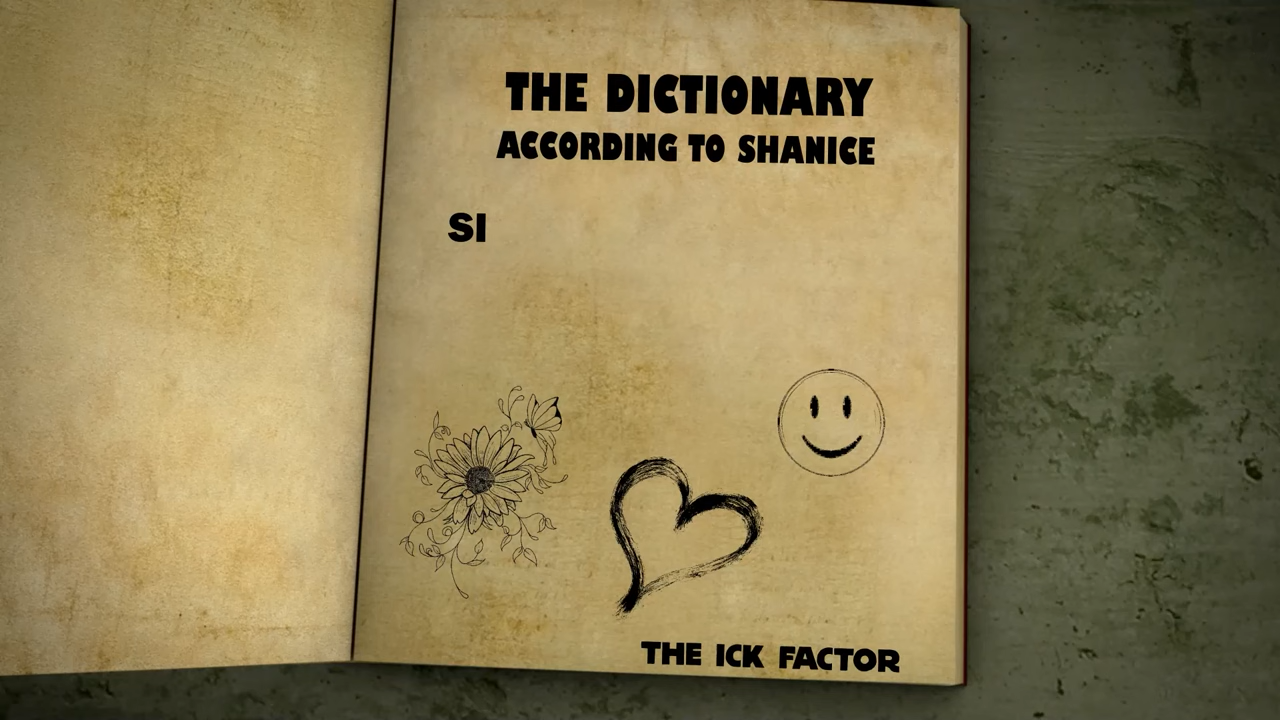 THE DICTIONARY
ACCORDING TO SHANICE
SI
THE ICK FACTOR